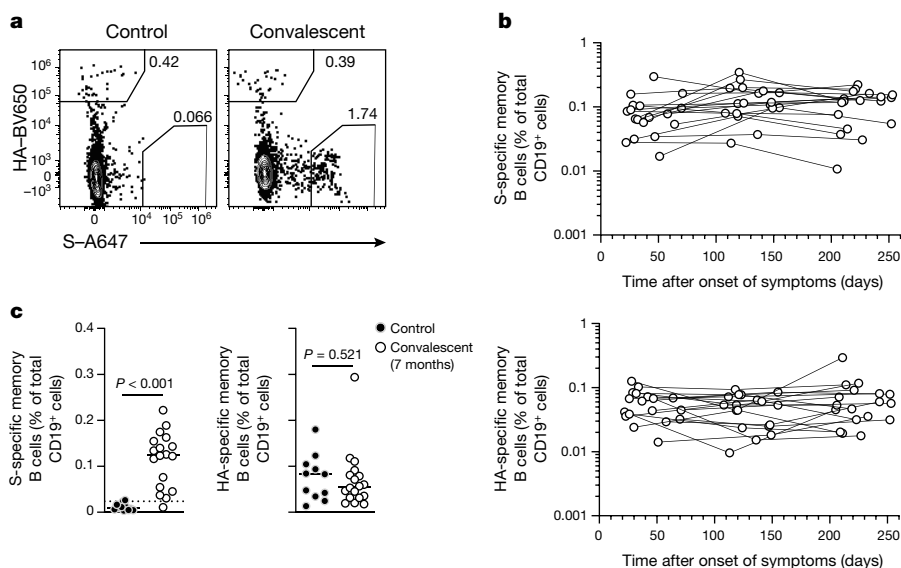 a
Control
Convalescent
HA–BV650
10⁶
10⁵
10⁴
10³
0
−10³
0.42
0.066
0.39
1.74
0 10⁴ 10⁵ 10⁶
S–A647
b
S-specific memory
B cells (% of total
CD19⁺ cells)
1
0.1
0.01
0.001
0 50 100 150 200 250
Time after onset of symptoms (days)
HA-specific memory
B cells (% of total
CD19⁺ cells)
1
0.1
0.01
0.001
0 50 100 150 200 250
Time after onset of symptoms (days)
c
S-specific memory
B cells (% of total
CD19⁺ cells)
0.4
0.3
0.2
0.1
0
P < 0.001
HA-specific memory
B cells (% of total
CD19⁺ cells)
P = 0.521
Control
Convalescent
(7 months)